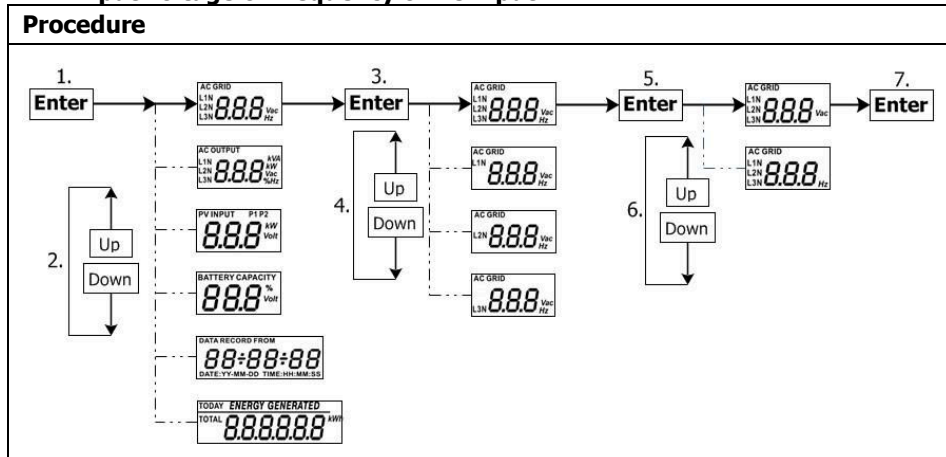 Procedure
1.
Enter
AC GRID
L1N
L2N
L3N
8.8.8
Vac
Hz
AC OUTPUT
L1N
L2N
L3N
8.8.8
kVA
kW
Vac
%Hz
PV INPUT P1 P2
8.8.8
kW
Volt
BATTERY CAPACITY
88.8
%
Volt
DATA RECORD FROM
88:88:88
DATE:YY-MM-DD TIME:HH:MM:SS
TODAY ENERGY GENERATED
TOTAL 8.8.8.8.8.8 kWh
2.
Up
Down
3.
Enter
4.
Up
Down
AC GRID
L1N
L2N
L3N
8.8.8
Vac
Hz
AC GRID
L1N
8.8.8
Vac
Hz
AC GRID
L2N
8.8.8
Vac
Hz
AC GRID
L3N
8.8.8
Vac
Hz
5.
Enter
6.
Up
Down
AC GRID
L1N
L2N
L3N
8.8.8
Vac
AC GRID
L1N
L2N
L3N
8.8.8
Hz
7.
Enter